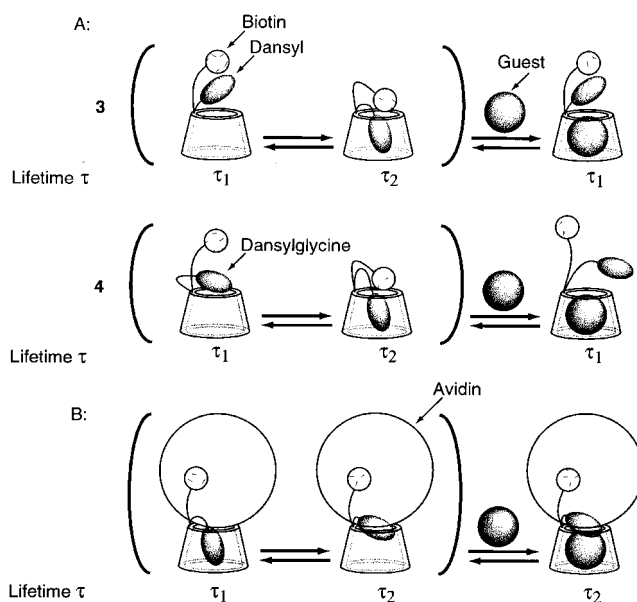 A:
Biotin
Dansyl
Guest
3
Lifetime τ τ1 τ2 τ1
Dansylglycine
4
Lifetime τ τ1 τ2 τ1
B:
Avidin
Lifetime τ τ1 τ2 τ2